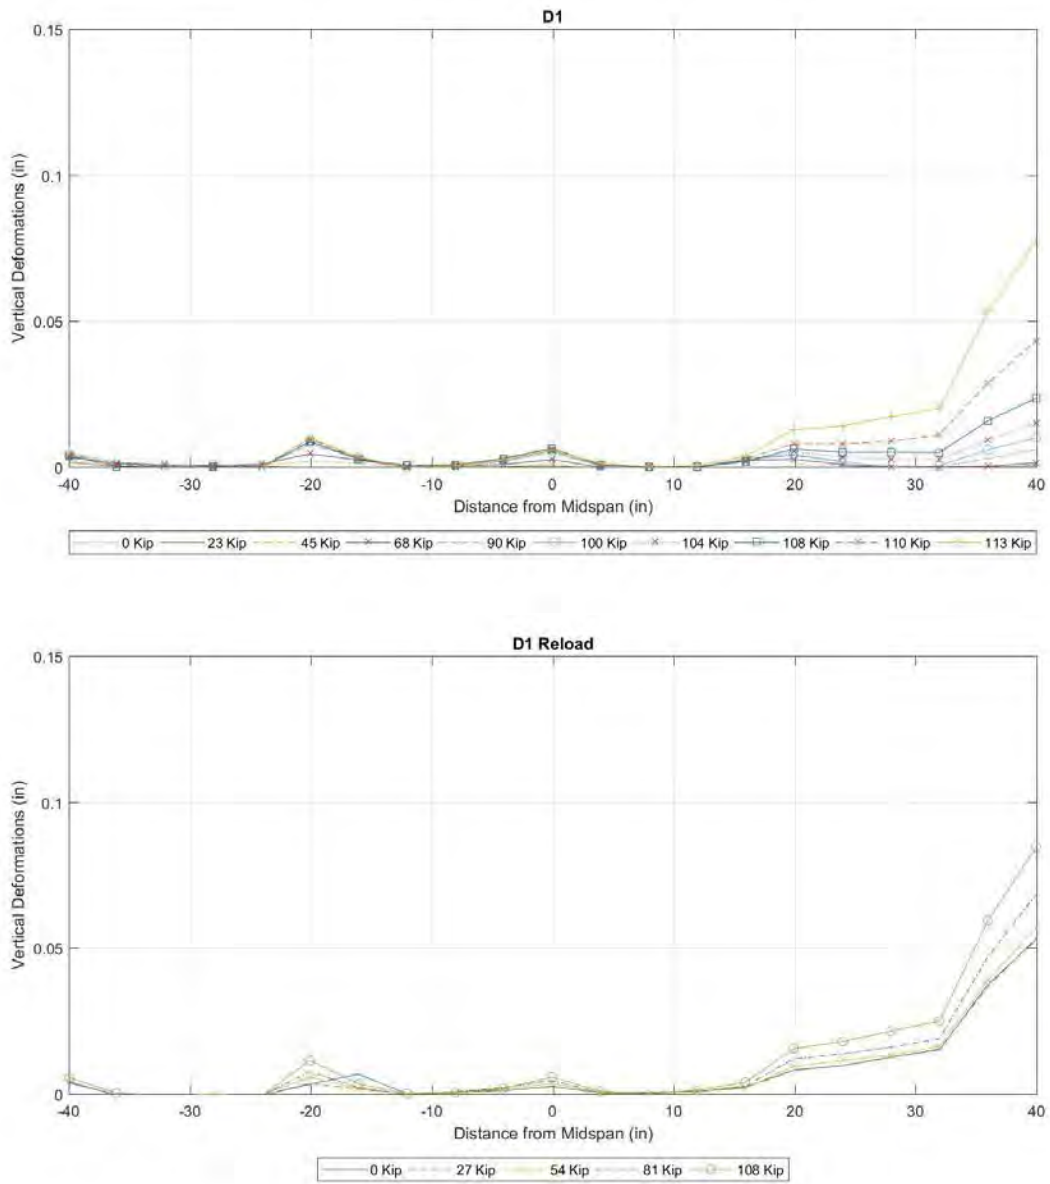 D1
0.15
0.1
0.05
0
Vertical Deformations (in)
-40 -30 -20 -10 0 10 20 30 40
Distance from Midspan (in)
0 Kip 23 Kip 45 Kip 68 Kip 90 Kip 100 Kip 104 Kip 108 Kip 110 Kip 113 Kip
D1 Reload
0.15
0.1
0.05
0
Vertical Deformations (in)
-40 -30 -20 -10 0 10 20 30 40
Distance from Midspan (in)
0 Kip 27 Kip 54 Kip 81 Kip 108 Kip